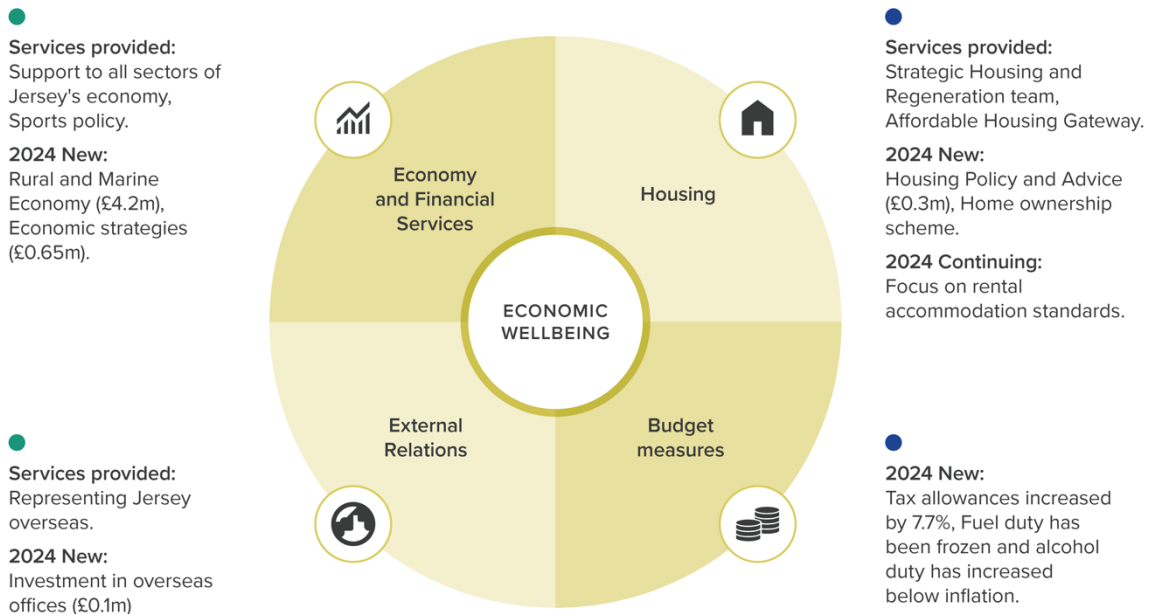 Services provided:
Support to all sectors of
Jersey's economy,
Sports policy.
2024 New:
Rural and Marine
Economy (£4.2m),
Economic strategies
(£0.65m).
Economy
and Financial
Services
Housing
Services provided:
Strategic Housing and
Regeneration team,
Affordable Housing Gateway.
2024 New:
Housing Policy and Advice
(£0.3m), Home ownership
scheme.
2024 Continuing:
Focus on rental
accommodation standards.
ECONOMIC
WELLBEING
Services provided:
Representing Jersey
overseas.
2024 New:
Investment in overseas
offices (£0.1m)
External
Relations
Budget
measures
2024 New:
Tax allowances increased
by 7.7%, Fuel duty has
been frozen and alcohol
duty has increased
below inflation.